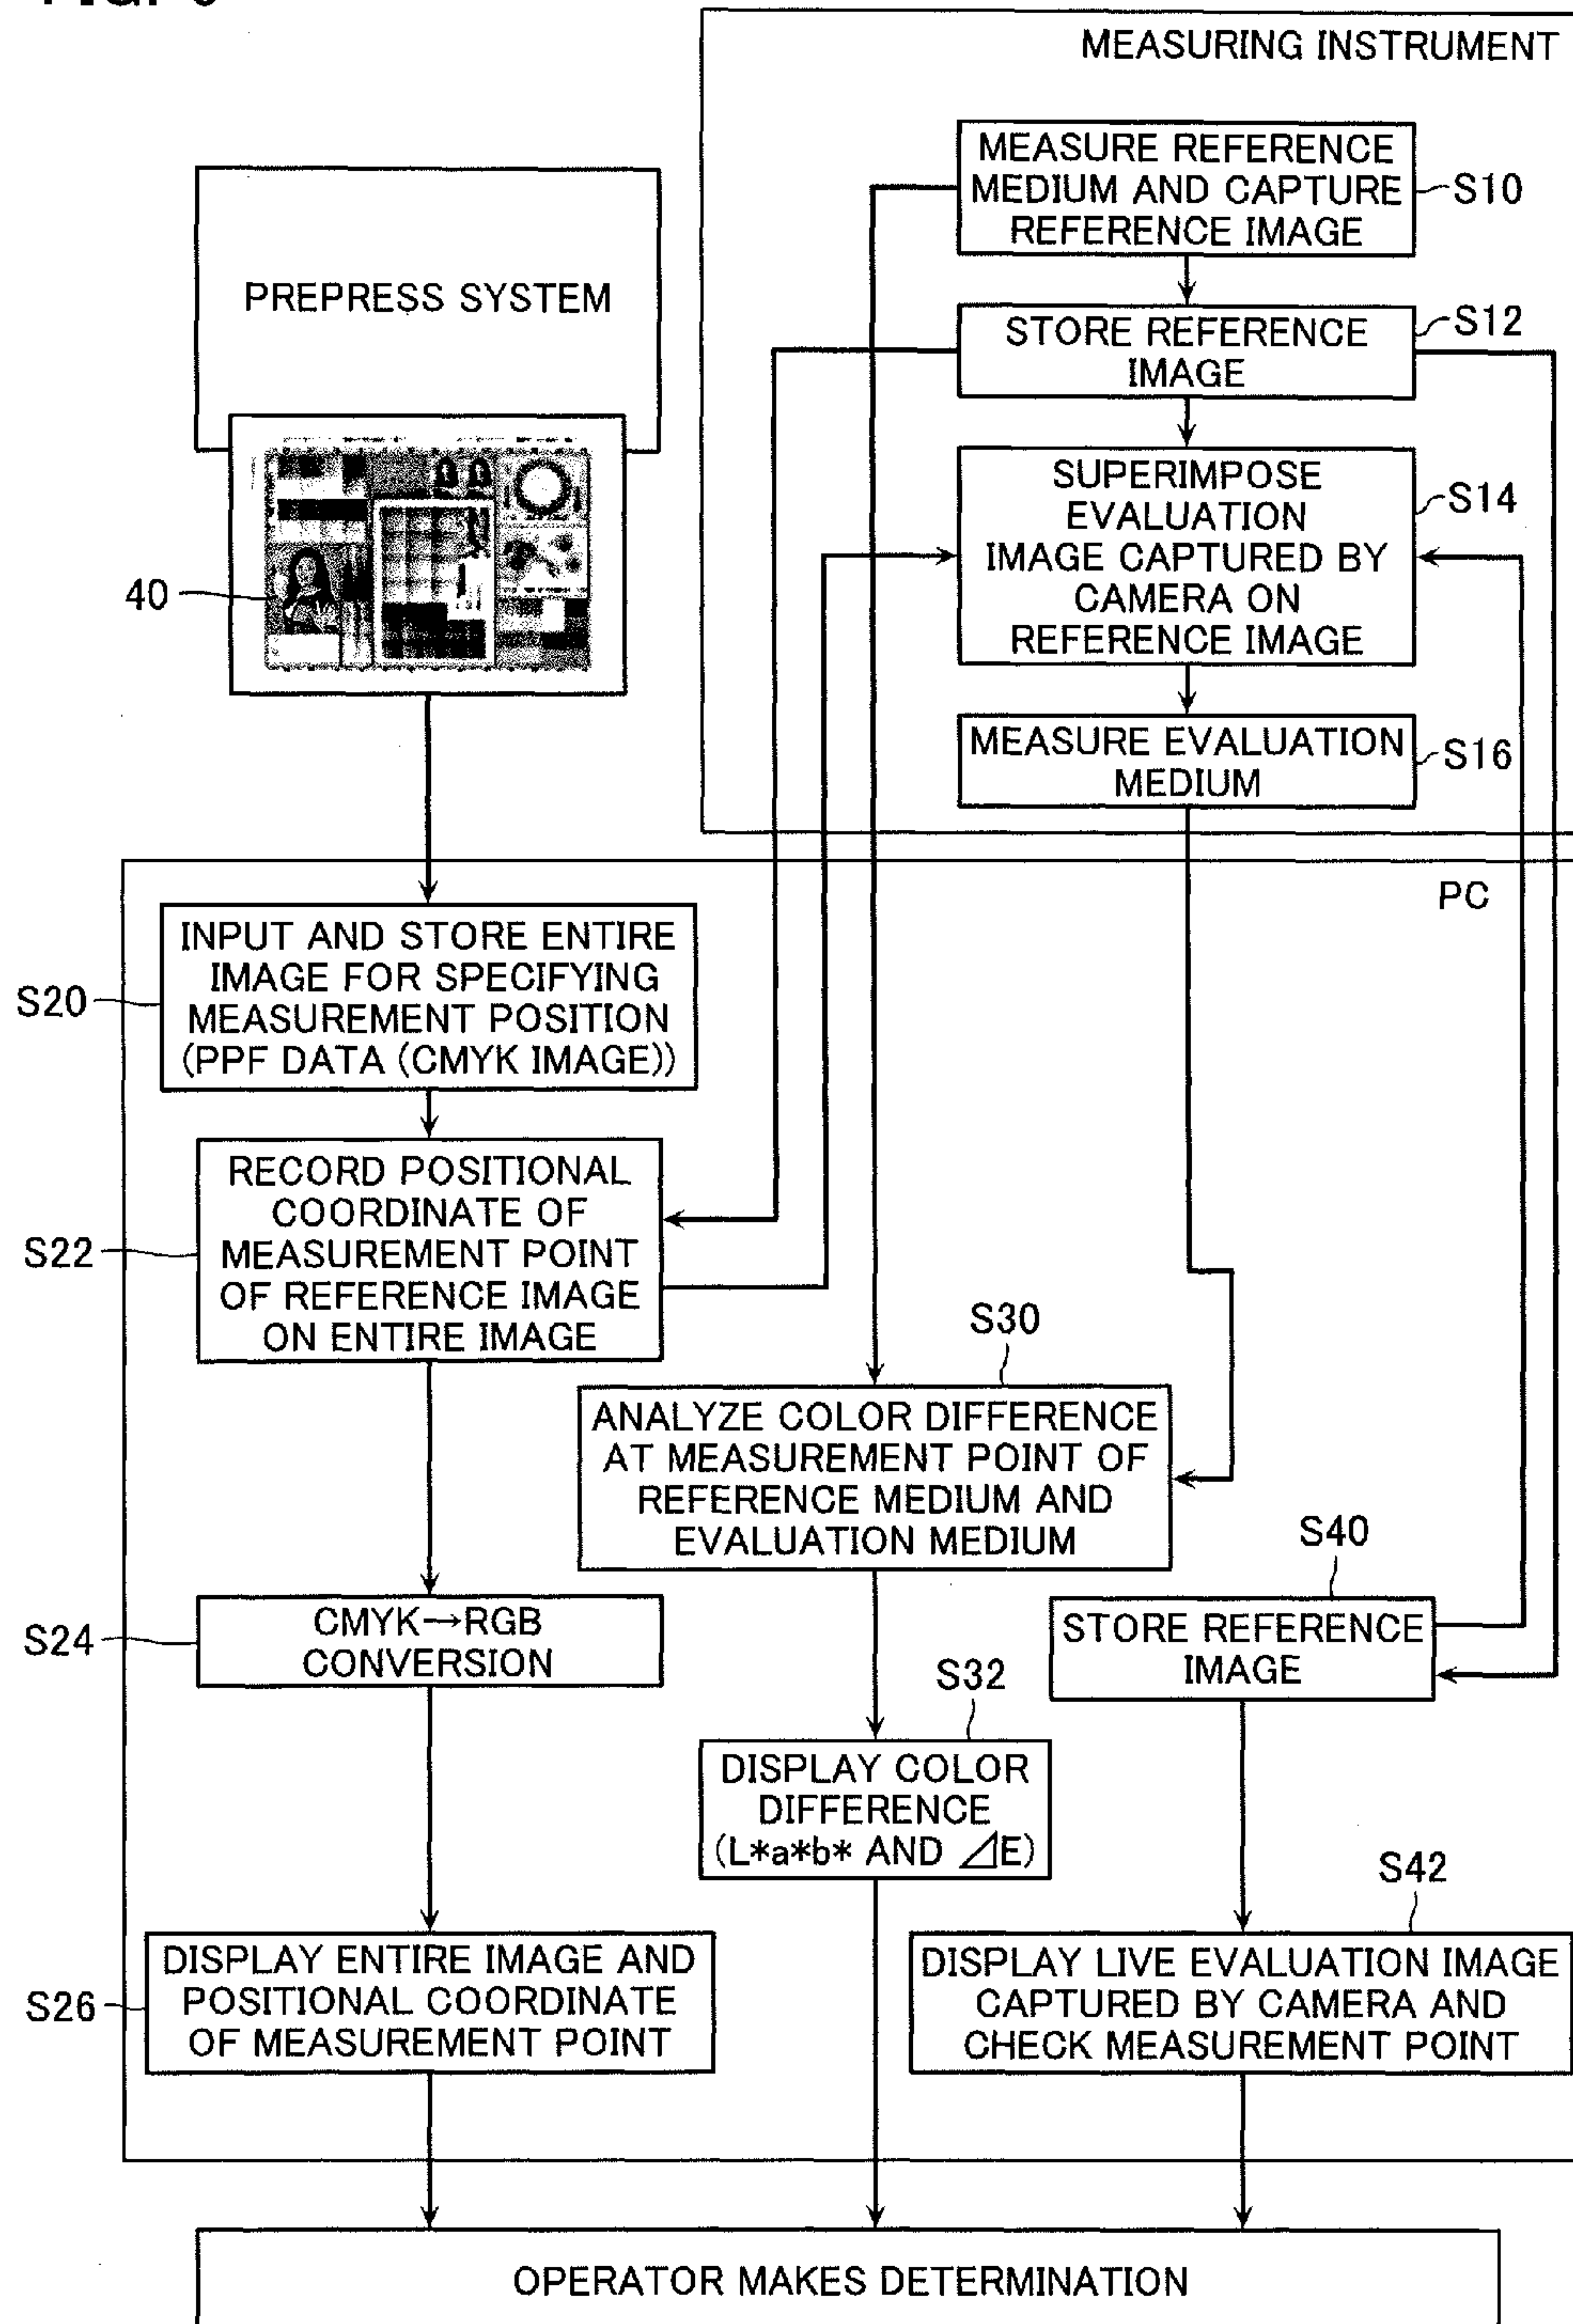 MEASURING INSTRUMENT
MEASURE REFERENCE
MEDIUM AND CAPTURE
REFERENCE IMAGE
S10
STORE REFERENCE
IMAGE
S12
SUPERIMPOSE
EVALUATION
IMAGE CAPTURED BY
CAMERA ON
REFERENCE IMAGE
S14
MEASURE EVALUATION
MEDIUM
S16
PREPRESS SYSTEM
40
PC
INPUT AND STORE ENTIRE
IMAGE FOR SPECIFYING
MEASUREMENT POSITION
(PPF DATA (CMYK IMAGE))
S20
RECORD POSITIONAL
COORDINATE OF
MEASUREMENT POINT
OF REFERENCE IMAGE
ON ENTIRE IMAGE
S22
S30
ANALYZE COLOR DIFFERENCE
AT MEASUREMENT POINT OF
REFERENCE MEDIUM AND
EVALUATION MEDIUM
S40
STORE REFERENCE
IMAGE
S24
CMYK→RGB
CONVERSION
S32
DISPLAY COLOR
DIFFERENCE
(L*a*b* AND ⊿E)
S42
DISPLAY LIVE EVALUATION IMAGE
CAPTURED BY CAMERA AND
CHECK MEASUREMENT POINT
S26
DISPLAY ENTIRE IMAGE AND
POSITIONAL COORDINATE
OF MEASUREMENT POINT
OPERATOR MAKES DETERMINATION